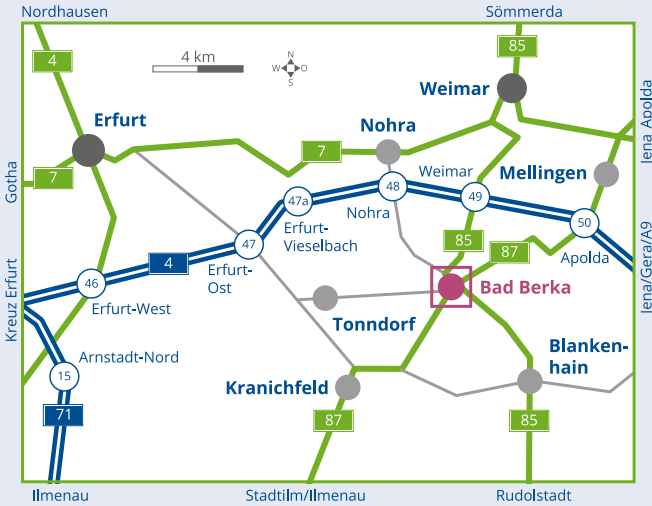 Nordhausen
Sömmerda
85
4
4 km
N
W
O
S
Weimar
Erfurt
Nohra
7
7
Gotha
Jena Apolda
Mellingen
Weimar
48
49
47a
Nohra
50
Erfurt-
Vieselbach
47
85
87
Apolda
4
Erfurt-
Ost
46
Erfurt-West
Bad Berka
Kreuz Erfurt
Jena/Gera/A9
Tonndorf
Arnstadt-Nord
15
Blanken-
hain
Kranichfeld
71
87
85
Ilmenau
Stadtilm/Ilmenau
Rudolstadt